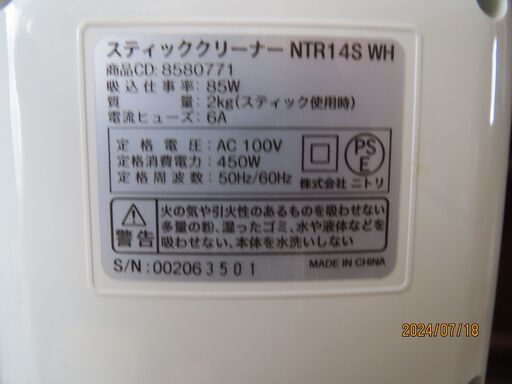 スティッククリーナー NTR14S WH
商品CD: 8580771
吸込仕事率: 85W
質　　　量: 2kg(スティック使用時)
電流ヒューズ: 6A
定格電圧: AC 100V
定格消費電力: 450W
定格周波数: 50Hz/60Hz
PSE
株式会社 ニトリ
警告
火の気や引火性のあるものを吸わせない
多量の粉、湿ったゴミ、水や液体などを
吸わせない、本体を水洗いしない
S/N: 002063501
MADE IN CHINA
2024/07/18